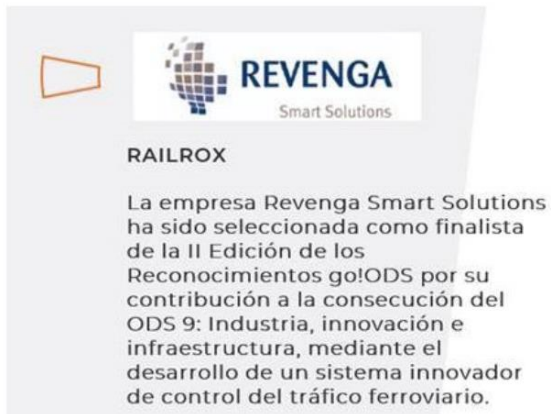 REVENGA
Smart Solutions
RAILROX
La empresa Revenga Smart Solutions
ha sido seleccionada como finalista
de la II Edición de los
Reconocimientos go!ODS por su
contribución a la consecución del
ODS 9: Industria, innovación e
infraestructura, mediante el
desarrollo de un sistema innovador
de control del tráfico ferroviario.